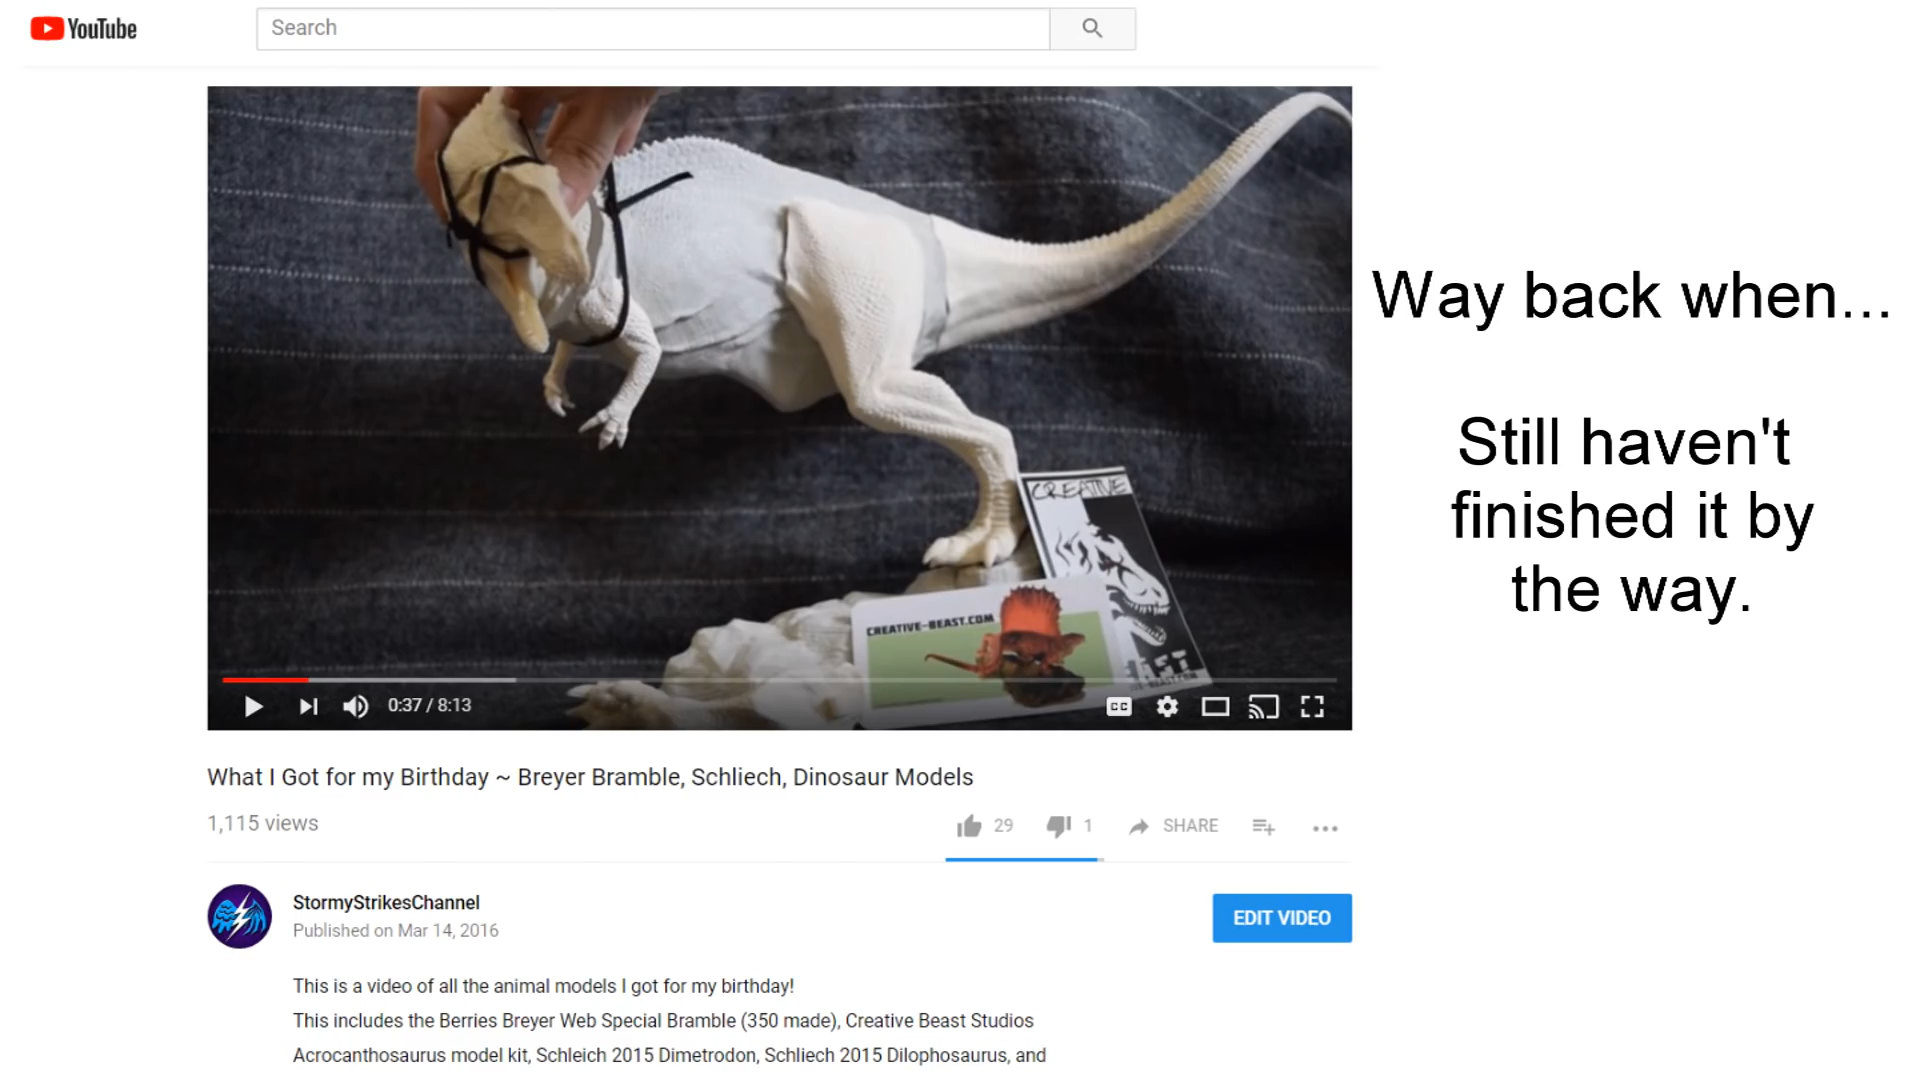 YouTube
Search
Way back when...
Still haven't
finished it by
the way.
CREATIVE
CREATIVE-BEAST.COM
0:37 / 8:13
CC
What I Got for my Birthday ~ Breyer Bramble, Schliech, Dinosaur Models
1,115 views
29
1
SHARE
StormyStrikesChannel
Published on Mar 14, 2016
EDIT VIDEO
This is a video of all the animal models I got for my birthday!
This includes the Berries Breyer Web Special Bramble (350 made), Creative Beast Studios
Acrocanthosaurus model kit, Schleich 2015 Dimetrodon, Schliech 2015 Dilophosaurus, and